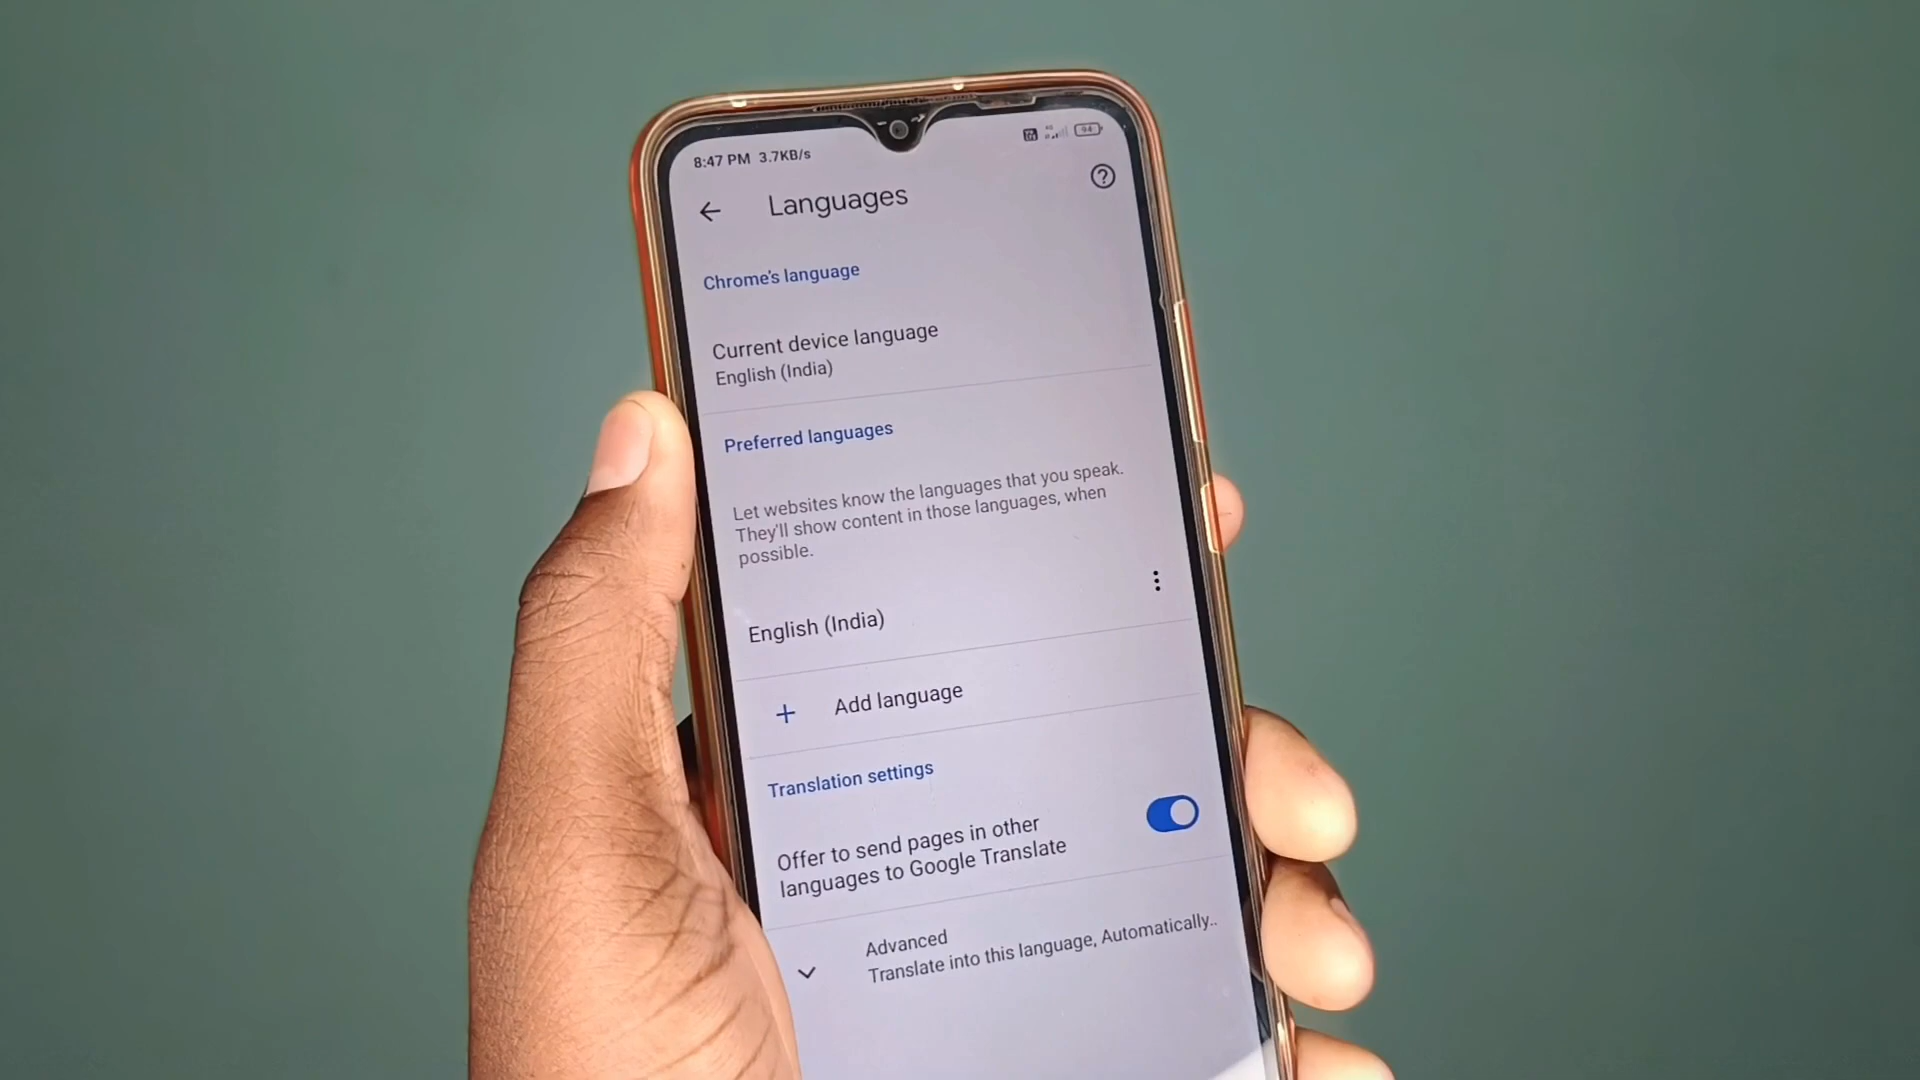 8:47 PM 3.7KB/s
94
Languages
Chrome's language
Current device language
English (India)
Preferred languages
Let websites know the languages that you speak.
They'll show content in those languages, when
possible.
English (India)
+ Add language
Translation settings
Offer to send pages in other
languages to Google Translate
Advanced
Translate into this language, Automatically..